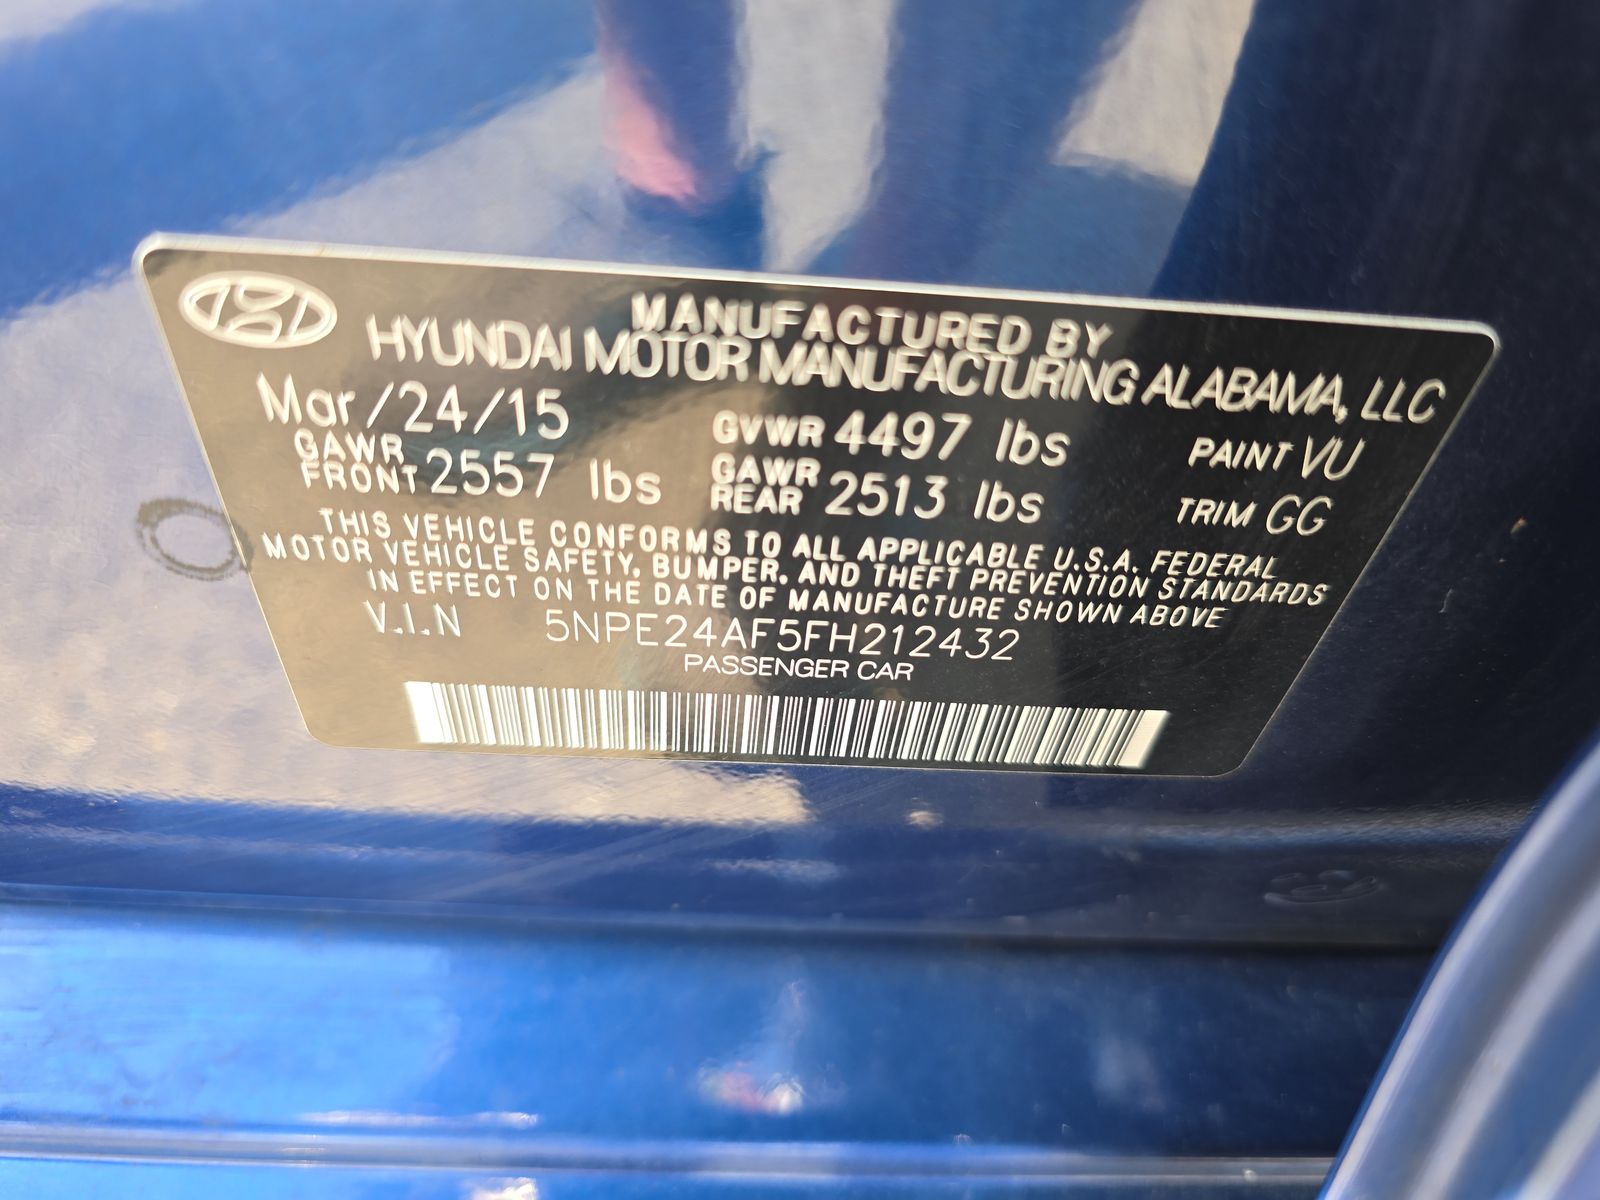 MANUFACTURED BY
HYUNDAI MOTOR MANUFACTURING ALABAMA, LLC
Mar/24/15 GVWR 4497 lbs PAINT VU
GAWR FRONT 2557 lbs GAWR REAR 2513 lbs TRIM GG
THIS VEHICLE CONFORMS TO ALL APPLICABLE U.S.A. FEDERAL
MOTOR VEHICLE SAFETY, BUMPER, AND THEFT PREVENTION STANDARDS
IN EFFECT ON THE DATE OF MANUFACTURE SHOWN ABOVE
V.I.N 5NPE24AF5FH212432
PASSENGER CAR